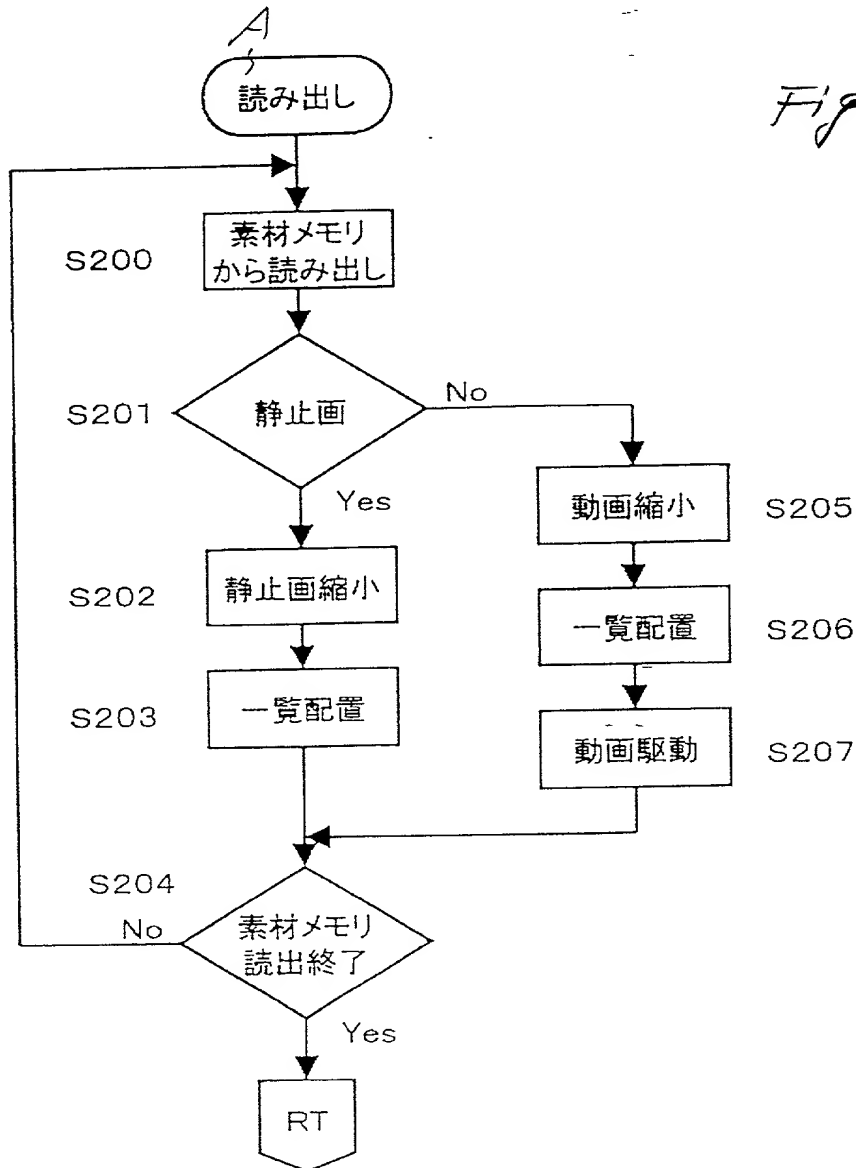 A
読み出し
Fig
素材メモリ
から読み出し
S200
静止画
S201
No
Yes
動画縮小
S205
静止画縮小
S202
一覧配置
S206
一覧配置
S203
動画駆動
S207
S204
No
素材メモリ
読出終了
Yes
RT